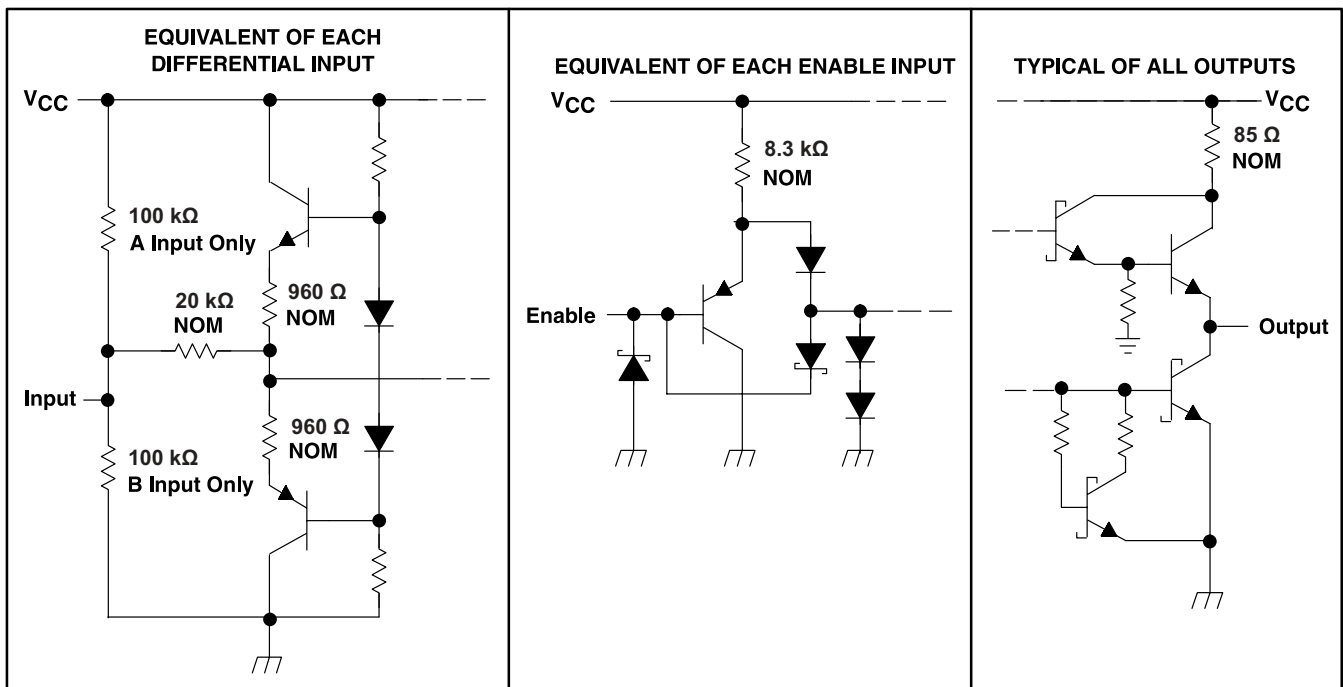 EQUIVALENT OF EACH
DIFFERENTIAL INPUT
VCC
100 kΩ
A Input Only
20 kΩ
NOM
960 Ω
NOM
Input
960 Ω
NOM
100 kΩ
B Input Only
EQUIVALENT OF EACH ENABLE INPUT
VCC
8.3 kΩ
NOM
Enable
TYPICAL OF ALL OUTPUTS
VCC
85 Ω
NOM
Output